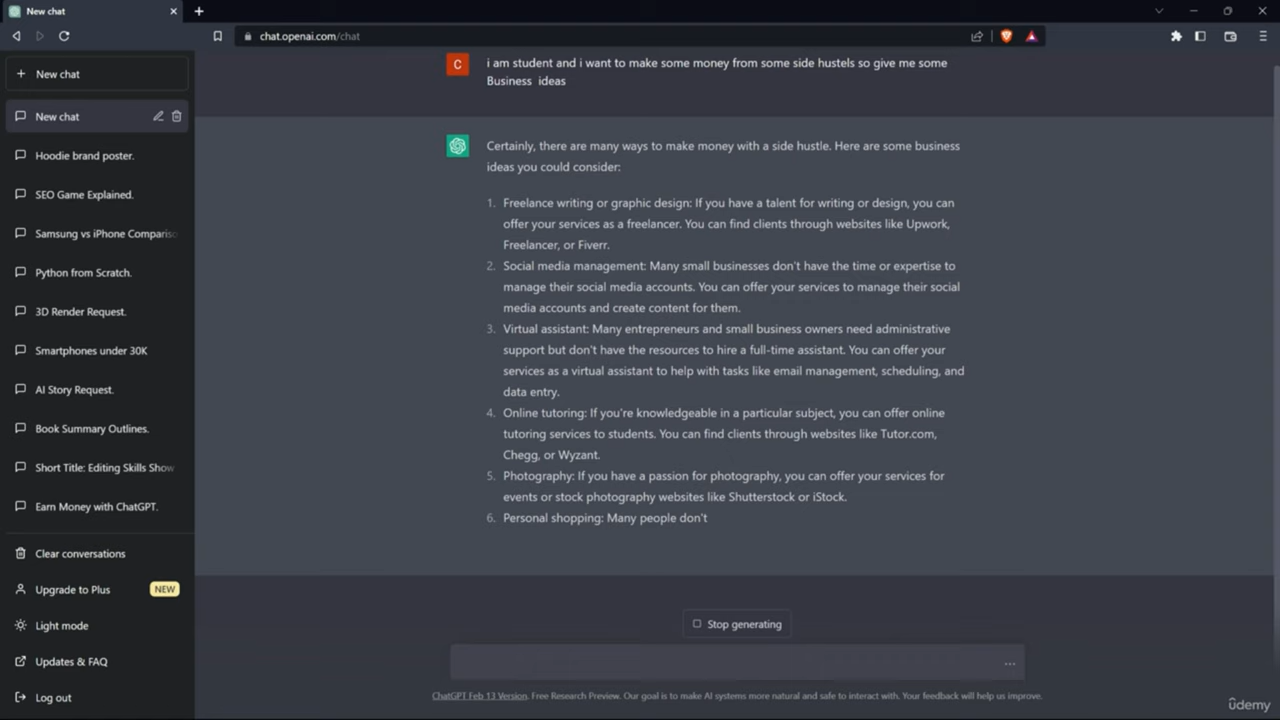 New chat
chat.openai.com/chat
New chat
New chat
Hoodie brand poster.
SEO Game Explained.
Samsung vs iPhone Compariso
Python from Scratch.
3D Render Request.
Smartphones under 30K
AI Story Request.
Book Summary Outlines.
Short Title: Editing Skills Show
Earn Money with ChatGPT.
Clear conversations
Upgrade to Plus NEW
Light mode
Updates & FAQ
Log out
C
i am student and i want to make some money from some side hustels so give me some
Business ideas
Certainly, there are many ways to make money with a side hustle. Here are some business
ideas you could consider:
1. Freelance writing or graphic design: If you have a talent for writing or design, you can
offer your services as a freelancer. You can find clients through websites like Upwork,
Freelancer, or Fiverr.
2. Social media management: Many small businesses don't have the time or expertise to
manage their social media accounts. You can offer your services to manage their social
media accounts and create content for them.
3. Virtual assistant: Many entrepreneurs and small business owners need administrative
support but don't have the resources to hire a full-time assistant. You can offer your
services as a virtual assistant to help with tasks like email management, scheduling, and
data entry.
4. Online tutoring: If you're knowledgeable in a particular subject, you can offer online
tutoring services to students. You can find clients through websites like Tutor.com,
Chegg, or Wyzant.
5. Photography: If you have a passion for photography, you can offer your services for
events or stock photography websites like Shutterstock or iStock.
6. Personal shopping: Many people don't
Stop generating
ChatGPT Feb 13 Version. Free Research Preview. Our goal is to make AI systems more natural and safe to interact with. Your feedback will help us improve.
ûdemy